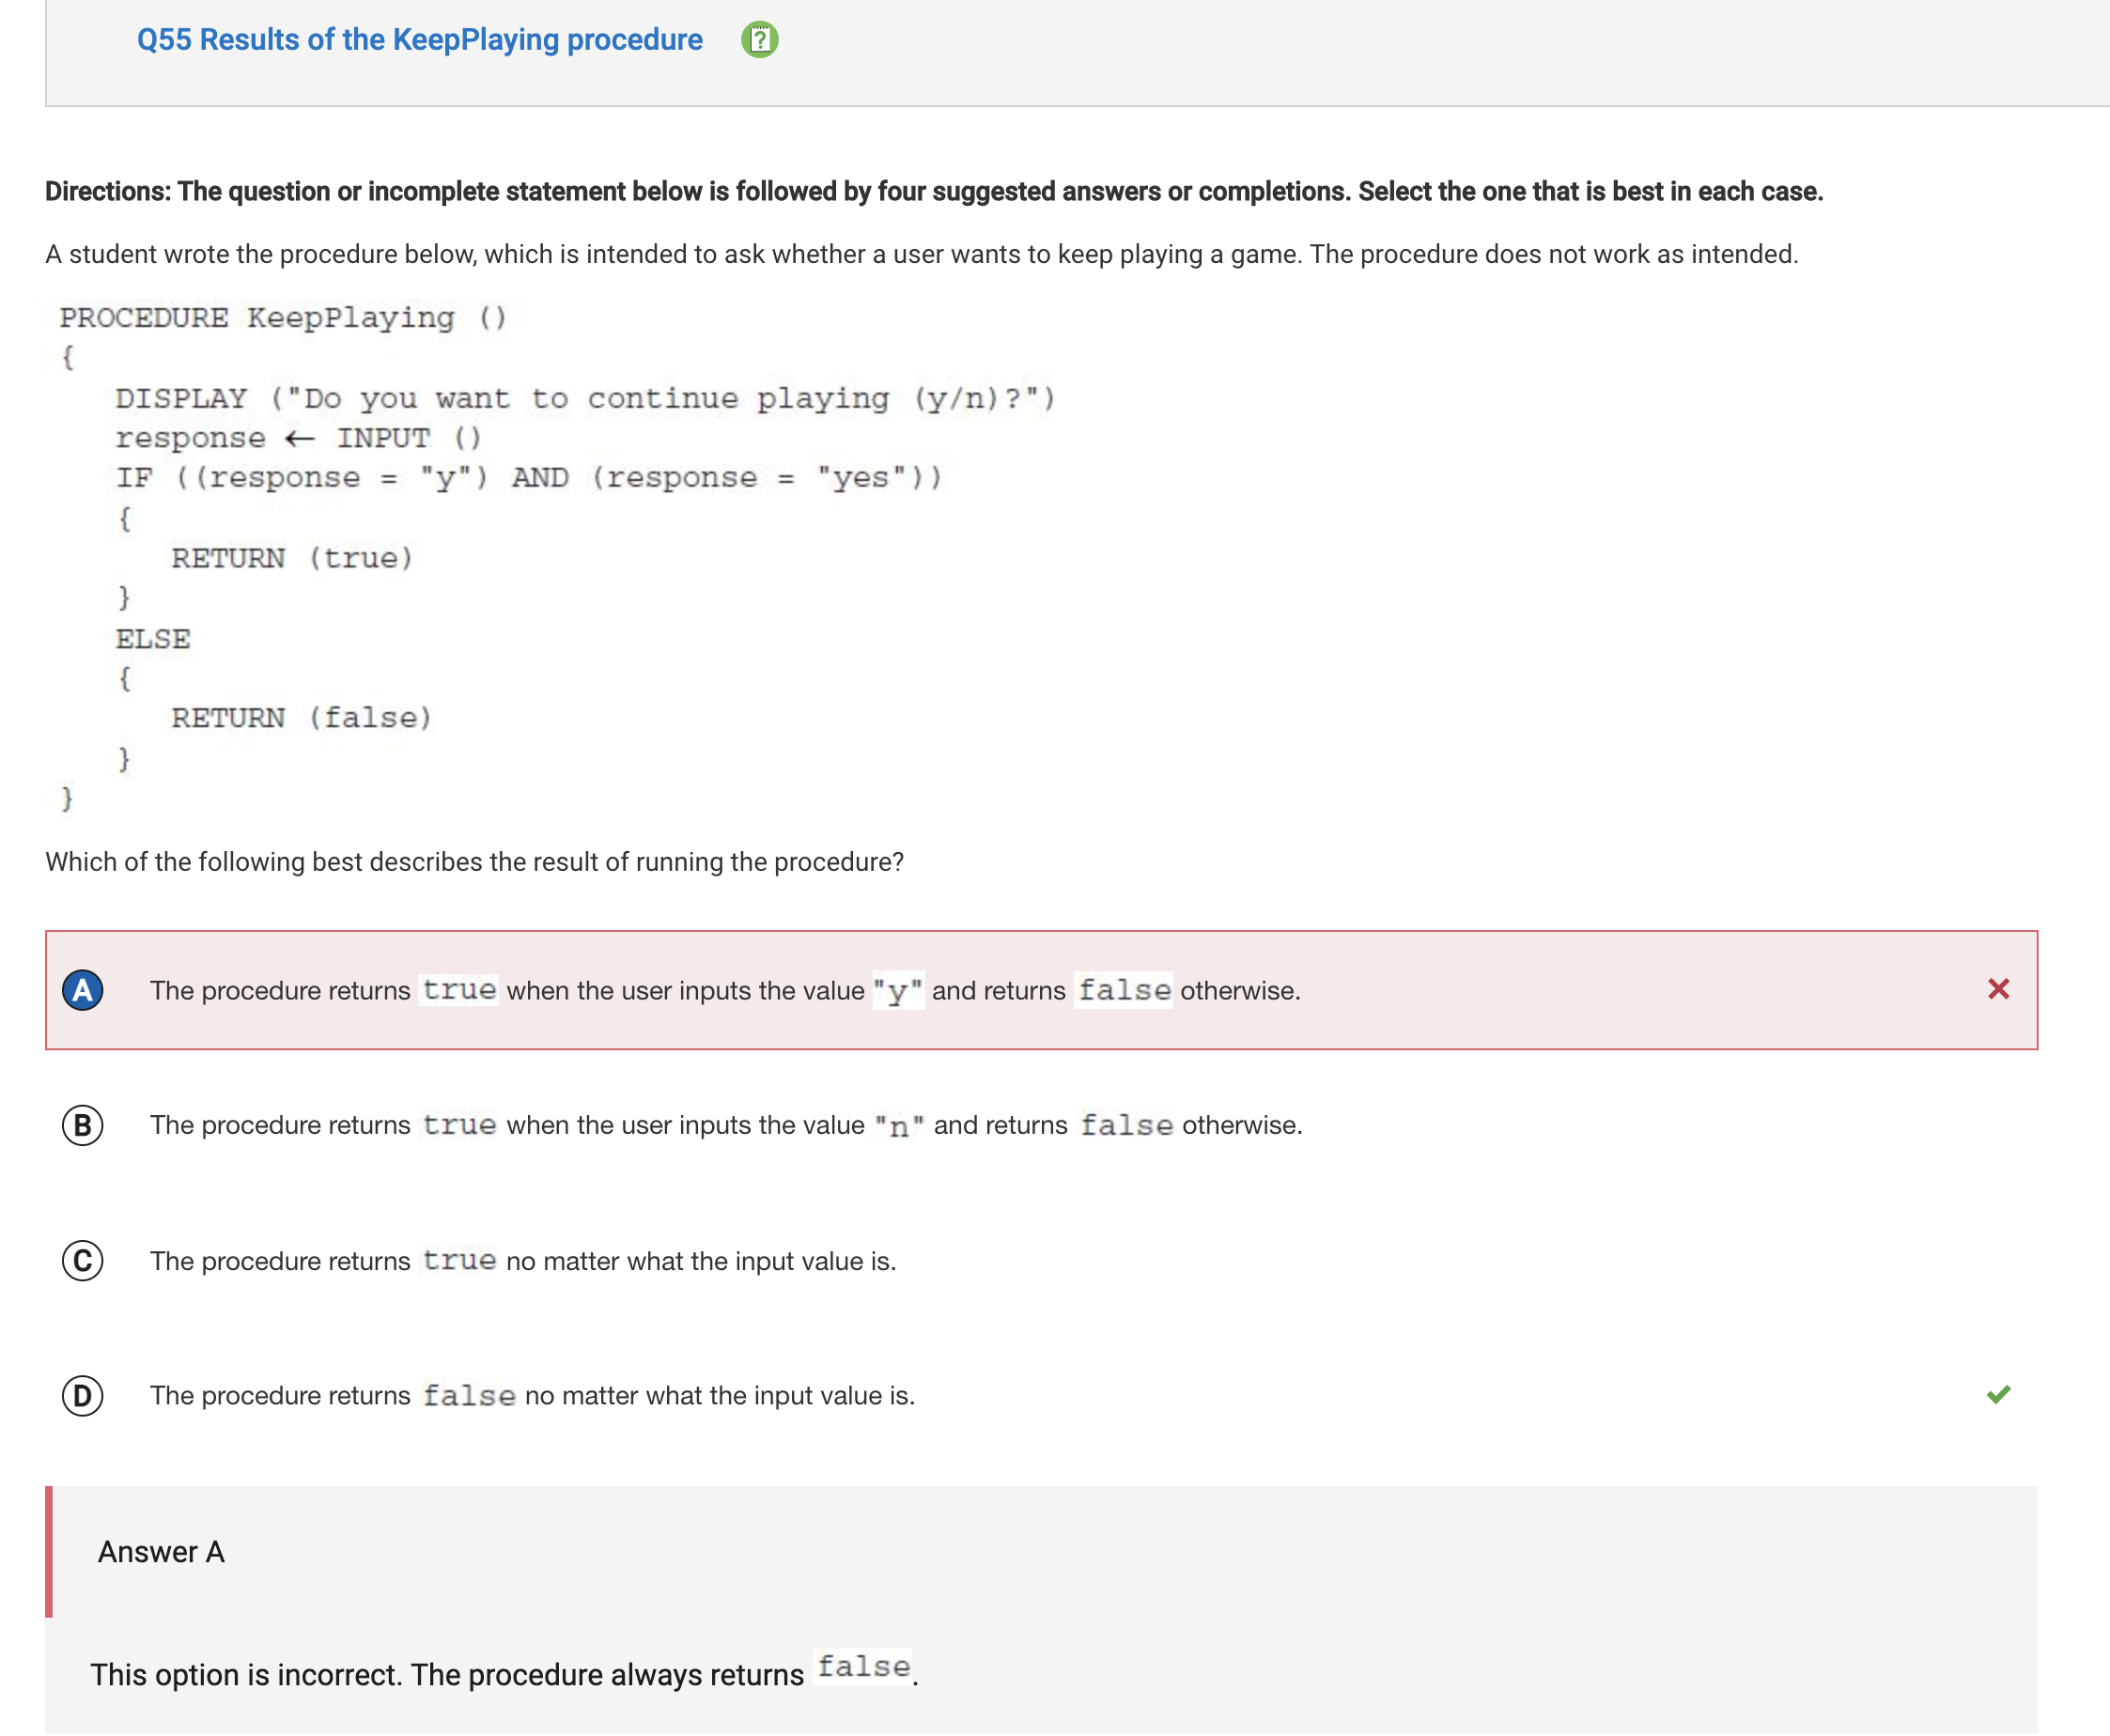 Q55 Results of the KeepPlaying procedure ?
Directions: The question or incomplete statement below is followed by four suggested answers or completions. Select the one that is best in each case.
A student wrote the procedure below, which is intended to ask whether a user wants to keep playing a game. The procedure does not work as intended.
PROCEDURE KeepPlaying ()
{
DISPLAY ("Do you want to continue playing (y/n)?")
response ← INPUT ()
IF ((response = "y") AND (response = "yes"))
{
RETURN (true)
}
ELSE
{
RETURN (false)
}
}
Which of the following best describes the result of running the procedure?
A The procedure returns true when the user inputs the value "y" and returns false otherwise.
B The procedure returns true when the user inputs the value "n" and returns false otherwise.
C The procedure returns true no matter what the input value is.
D The procedure returns false no matter what the input value is.
Answer A
This option is incorrect. The procedure always returns false.